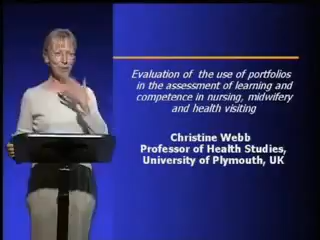 Evaluation of the use of portfolios
in the assessment of learning and
competence in nursing, midwifery
and health visiting
Christine Webb
Professor of Health Studies,
University of Plymouth, UK